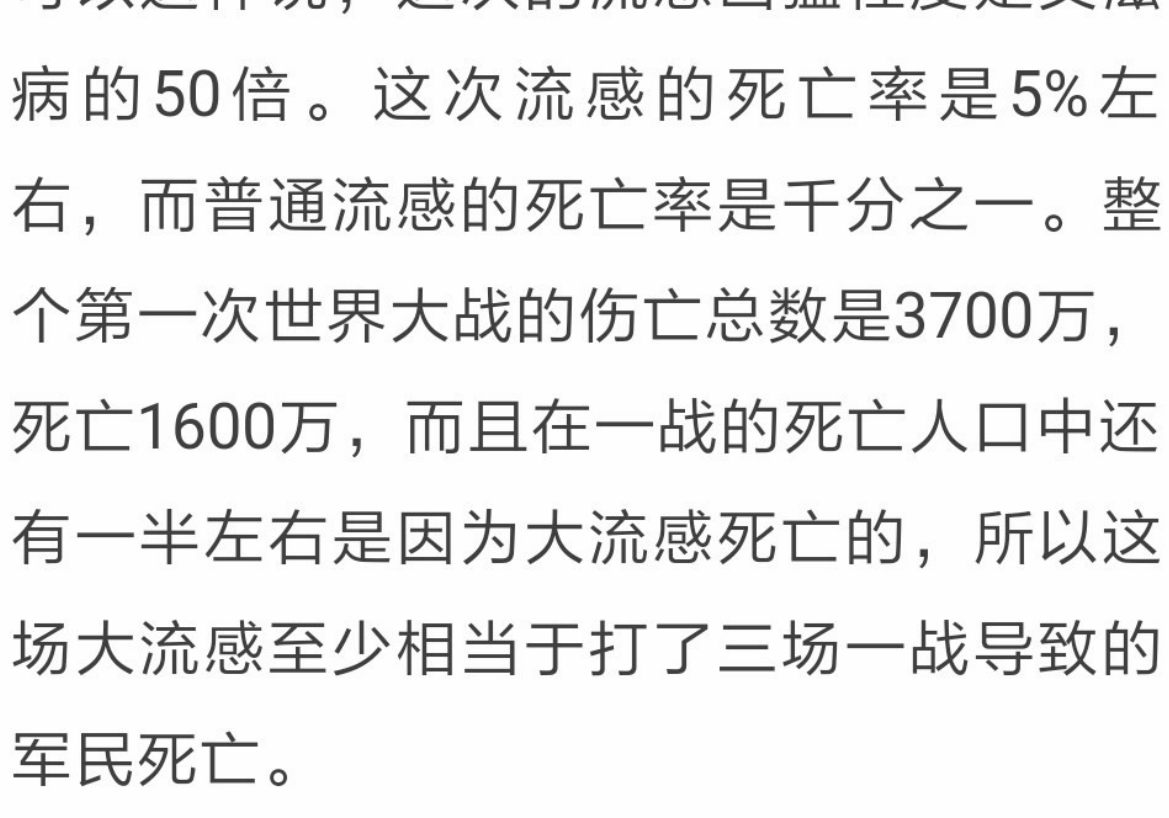 病的50倍。这次流感的死亡率是5%左
右，而普通流感的死亡率是千分之一。整
个第一次世界大战的伤亡总数是3700万，
死亡1600万，而且在一战的死亡人口中还
有一半左右是因为大流感死亡的，所以这
场大流感至少相当于打了三场一战导致的
军民死亡。